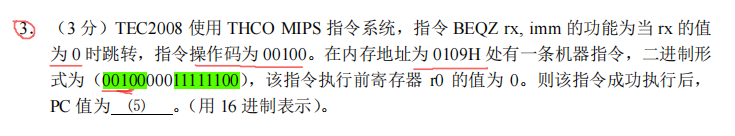 3. （3 分）TEC2008 使用 THCO MIPS 指令系统，指令 BEQZ rx, imm 的功能为当 rx 的值
为 0 时跳转，指令操作码为 00100。在内存地址为 0109H 处有一条机器指令，二进制形
式为（0010000011111100），该指令执行前寄存器 r0 的值为 0。则该指令成功执行后，
PC 值为 ⑸ 。（用 16 进制表示）。